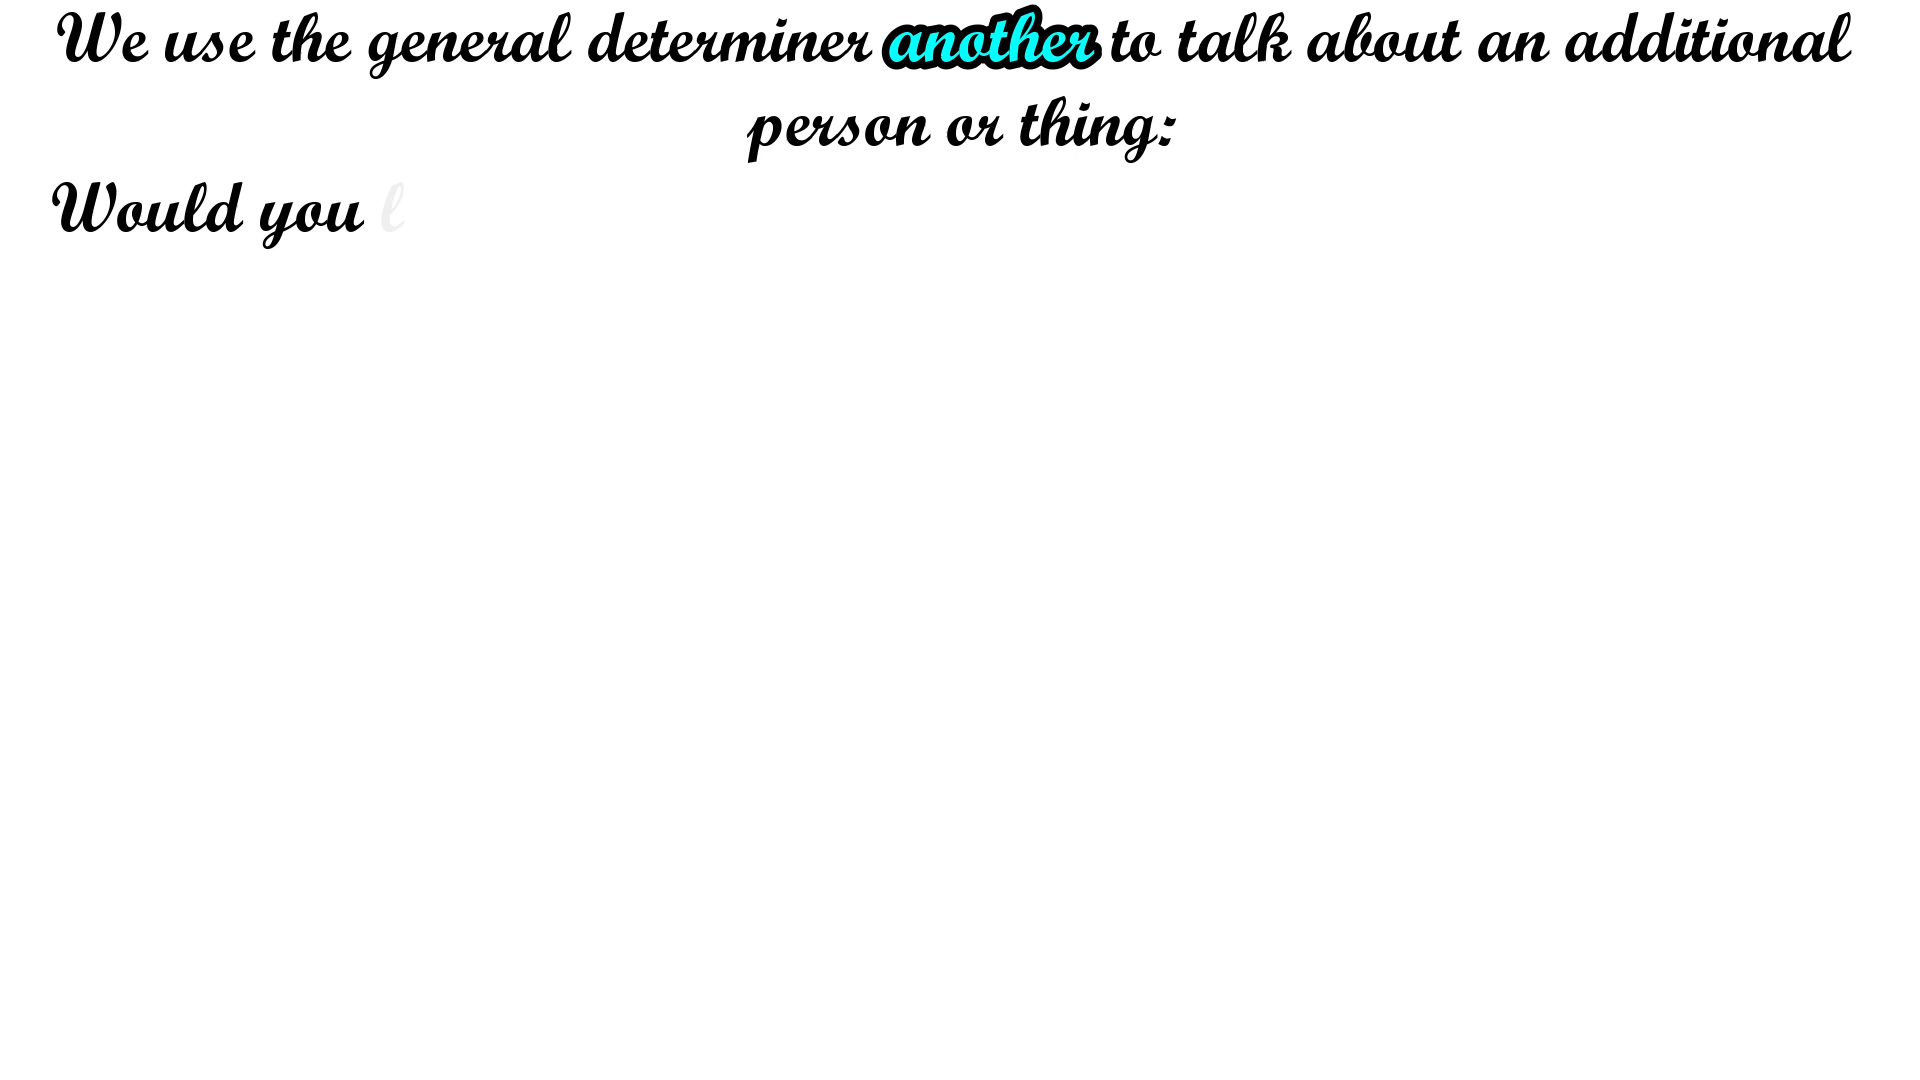 We use the general determiner another to talk about an additional
person or thing:
Would you l